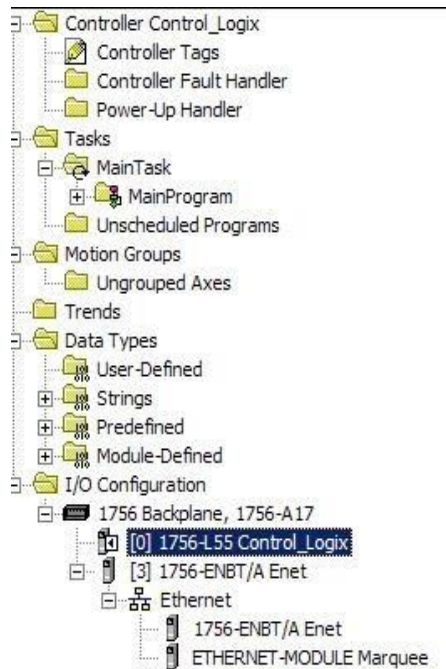 Controller Control_Logix
Controller Tags
Controller Fault Handler
Power-Up Handler
Tasks
MainTask
MainProgram
Unscheduled Programs
Motion Groups
Ungrouped Axes
Trends
Data Types
User-Defined
Strings
Predefined
Module-Defined
I/O Configuration
1756 Backplane, 1756-A17
[0] 1756-L55 Control_Logix
[3] 1756-ENBT/A Enet
Ethernet
1756-ENBT/A Enet
ETHERNET-MODULE Marquee